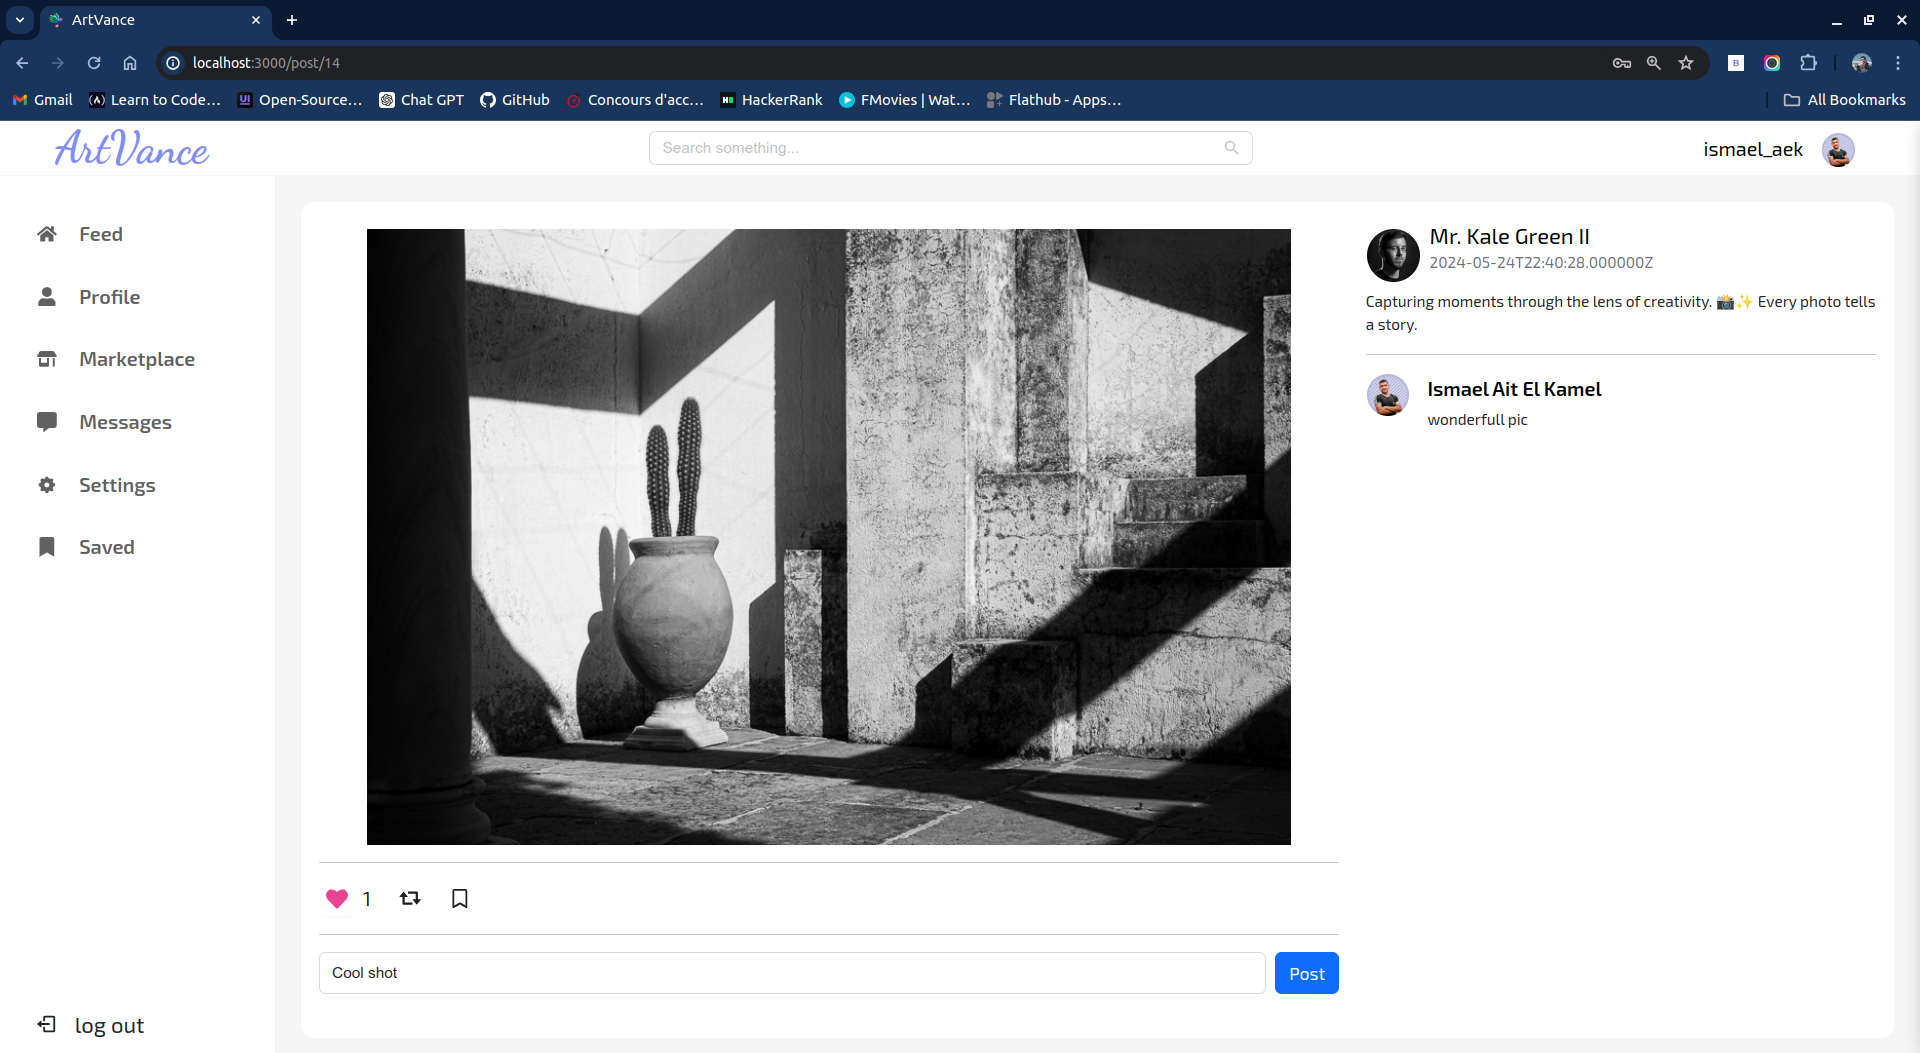 ArtVance
localhost:3000/post/14
Gmail
Learn to Code...
Open-Source...
Chat GPT
GitHub
Concours d'acc...
HackerRank
FMovies | Wat...
Flathub - Apps...
All Bookmarks
ArtVance
Search something...
ismael_aek
Feed
Profile
Marketplace
Messages
Settings
Saved
log out
Mr. Kale Green II
2024-05-24T22:40:28.000000Z
Capturing moments through the lens of creativity. 📸✨ Every photo tells
a story.
Ismael Ait El Kamel
wonderfull pic
1
Cool shot
Post